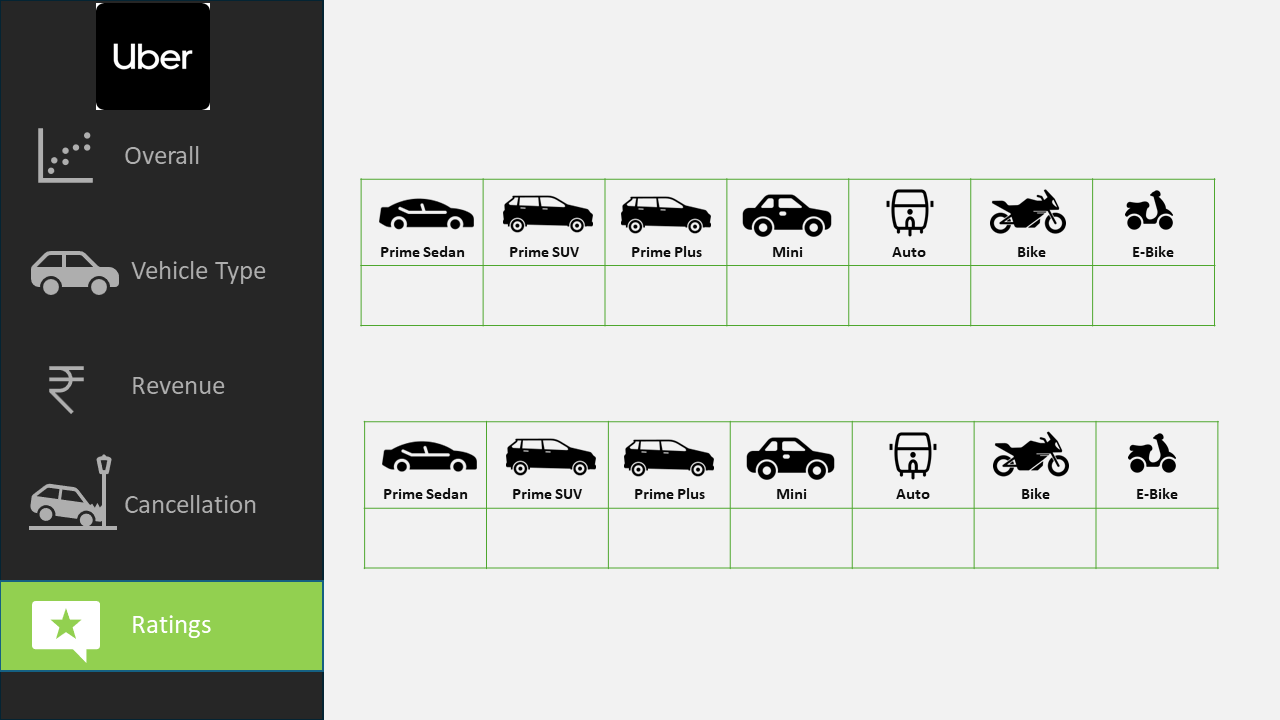 Uber
Overall
Vehicle Type
Revenue
Cancellation
Ratings
Prime Sedan Prime SUV Prime Plus Mini Auto Bike E-Bike
Prime Sedan Prime SUV Prime Plus Mini Auto Bike E-Bike